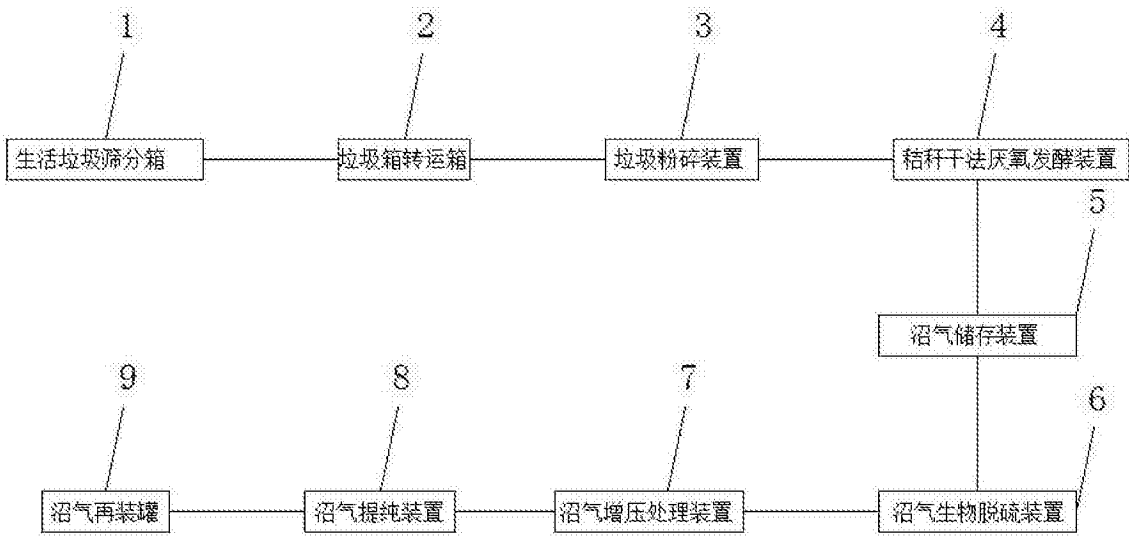 1 2 3 4
生活垃圾筛分箱 垃圾箱转运箱 垃圾粉碎装置 秸秆干法厌氧发酵装置
5
沼气储存装置
9 8 7 6
沼气再装罐 沼气提纯装置 沼气增压处理装置 沼气生物脱硫装置